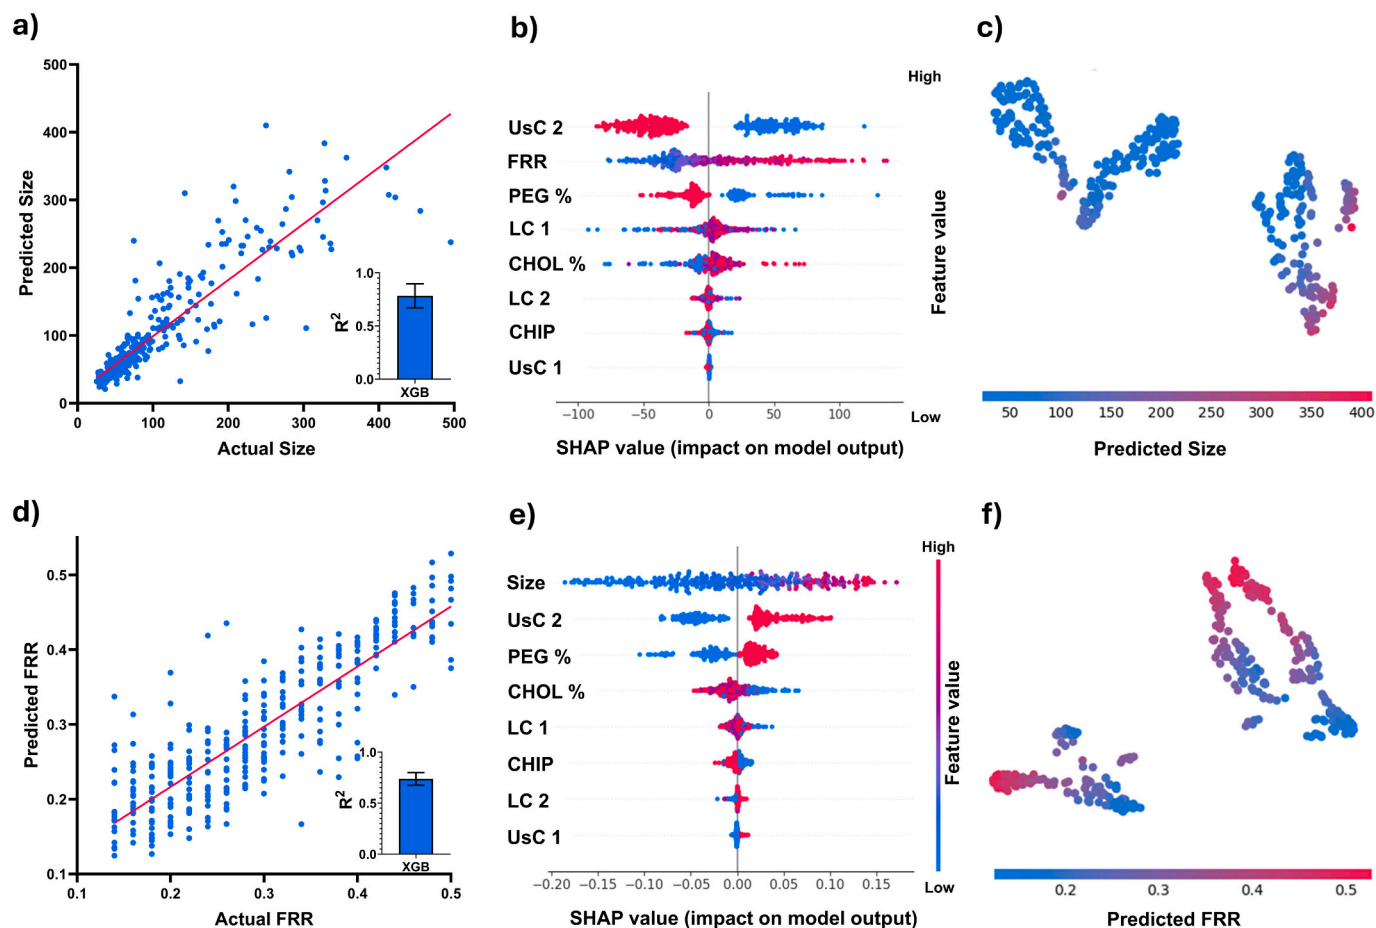 a)
500
400
300
200
100
0
Predicted Size
0
100
200
300
400
500
Actual Size
1.0
0.5
0.0
R²
XGB
b)
High
UsC 2
FRR
PEG %
LC 1
CHOL %
LC 2
CHIP
UsC 1
Feature value
Low
−100
−50
0
50
100
SHAP value (impact on model output)
c)
50
100
150
200
250
300
350
400
Predicted Size
d)
0.5
0.4
0.3
0.2
0.1
Predicted FRR
0.1
0.2
0.3
0.4
0.5
Actual FRR
1.0
0.5
0.0
R²
XGB
e)
High
Size
UsC 2
PEG %
CHOL %
LC 1
CHIP
LC 2
UsC 1
Feature value
Low
−0.20
−0.15
−0.10
−0.05
0.00
0.05
0.10
0.15
SHAP value (impact on model output)
f)
0.2
0.3
0.4
0.5
Predicted FRR